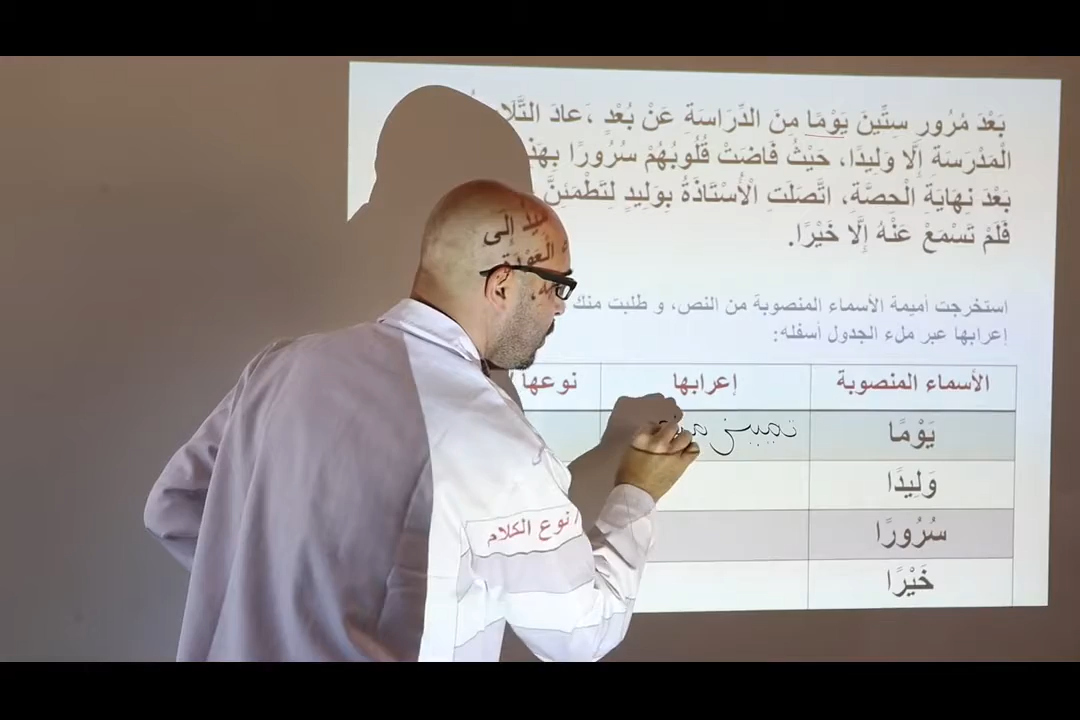 بَعْدَ مُرُورِ سِتِّينَ يَوْمًا مِنَ الدِّرَاسَةِ عَنْ بُعْدٍ ،عَادَ
الْمَدْرَسَةِ إِلَّا وَلِيدًا، حَيْثُ فَاضَتْ قُلُوبُهُمْ سُرُورًا
بَعْدَ نِهَايَةِ الْحِصَّةِ، اتَّصَلَتِ الْأُسْتَاذَةُ بِوَلِيدٍ لِتَطْمَئِنَّ
فَلَمْ تَسْمَعْ عَنْهُ إِلَّا خَيْرًا.
إِلَى
الْعَوْدَةِ
استخرجت أميمة الأسماء المنصوبة من النص، و طلبت منك
إعرابها عبر ملء الجدول أسفله:
الأسماء المنصوبة إعرابها نوعها /
نوع الكلام
يَوْمًا تمييز
وَلِيدًا
سُرُورًا
خَيْرًا